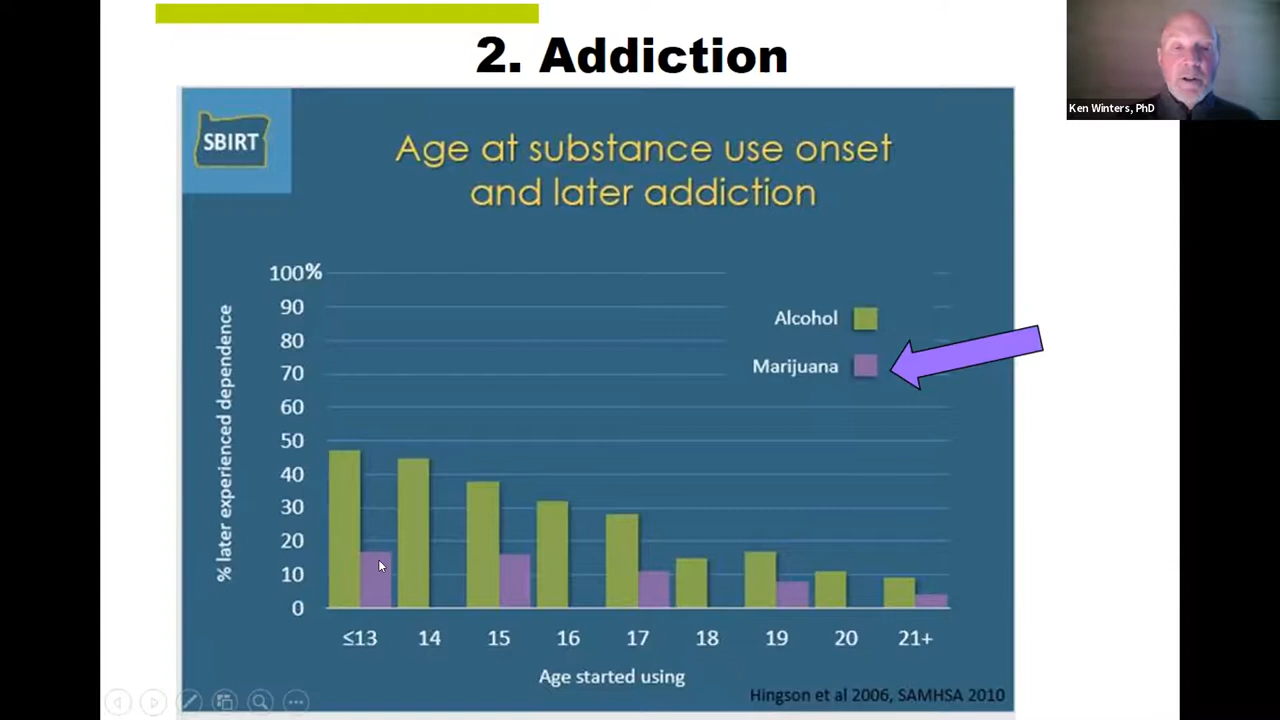 2. Addiction
Ken Winters, PhD
SBIRT
Age at substance use onset
and later addiction
% later experienced dependence
100%
90
80
70
60
50
40
30
20
10
0
Alcohol
Marijuana
≤13 14 15 16 17 18 19 20 21+
Age started using
Hingson et al 2006, SAMHSA 2010